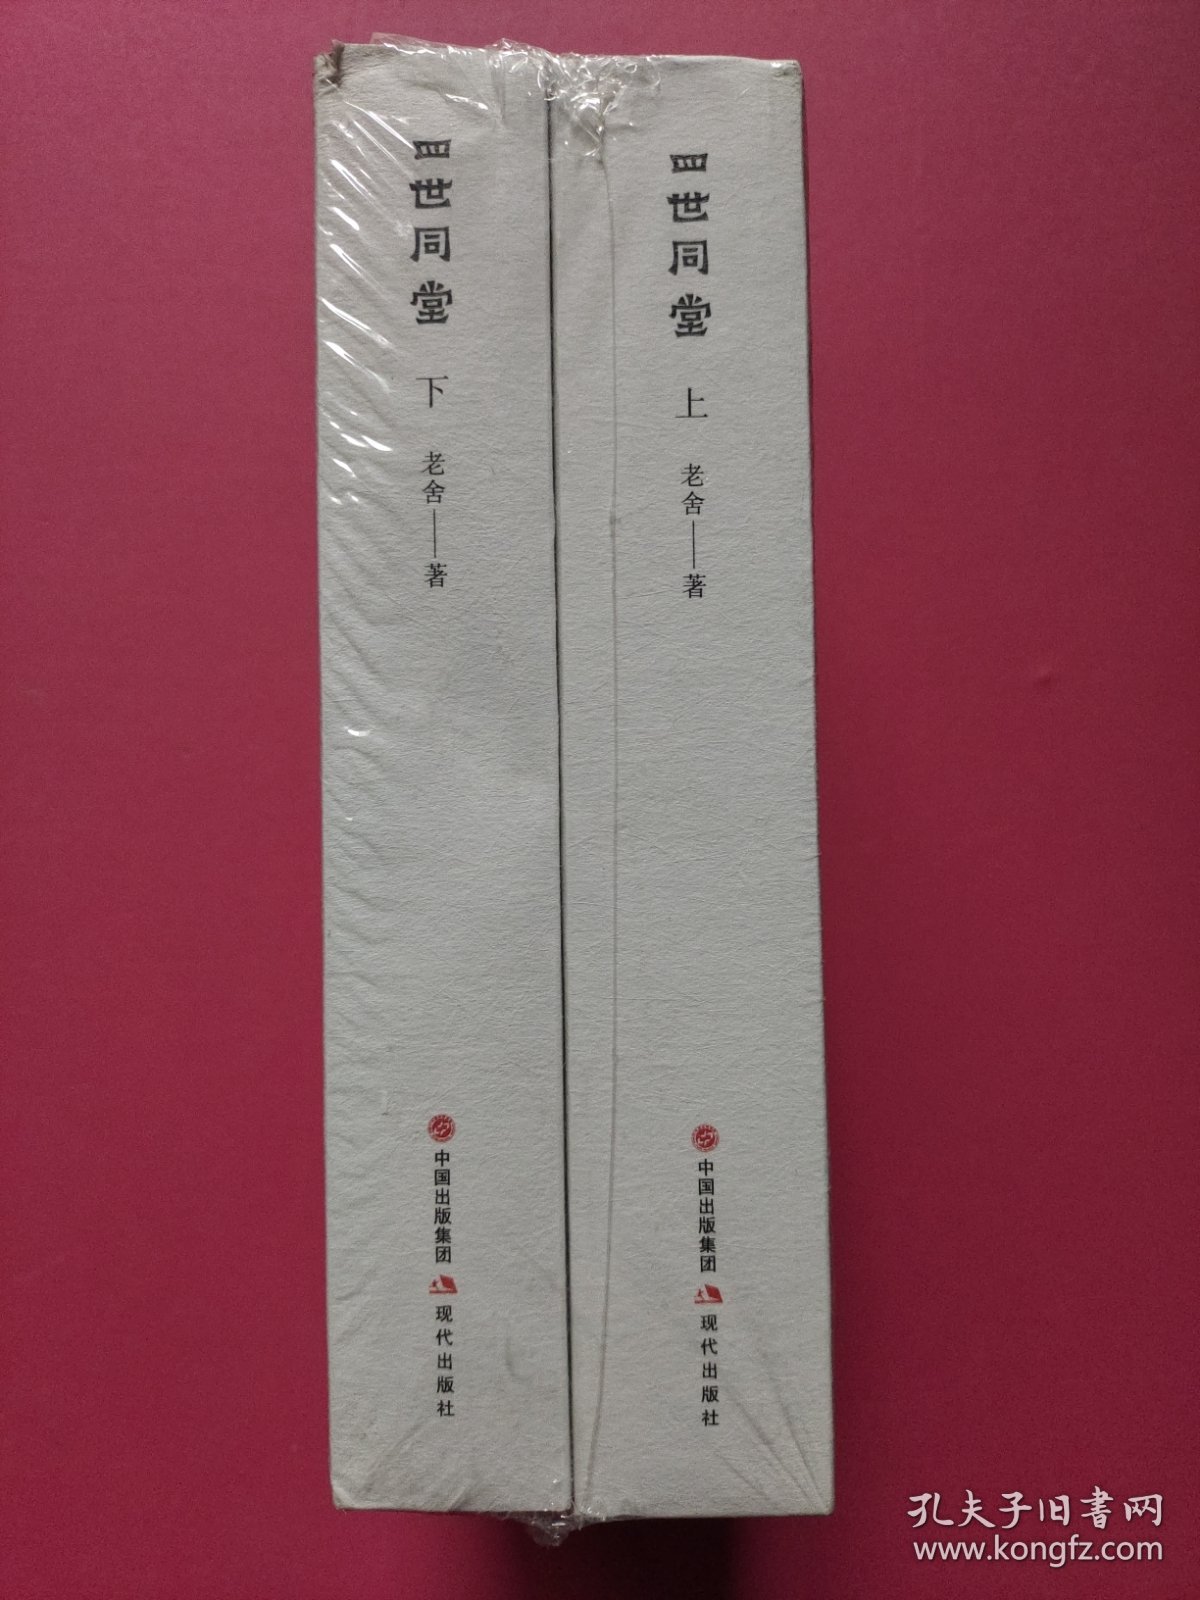 四世同堂
上
老舍——著
中国出版集团
现代出版社
四世同堂
下
老舍——著
中国出版集团
现代出版社
孔夫子旧書网
www.kongfz.com